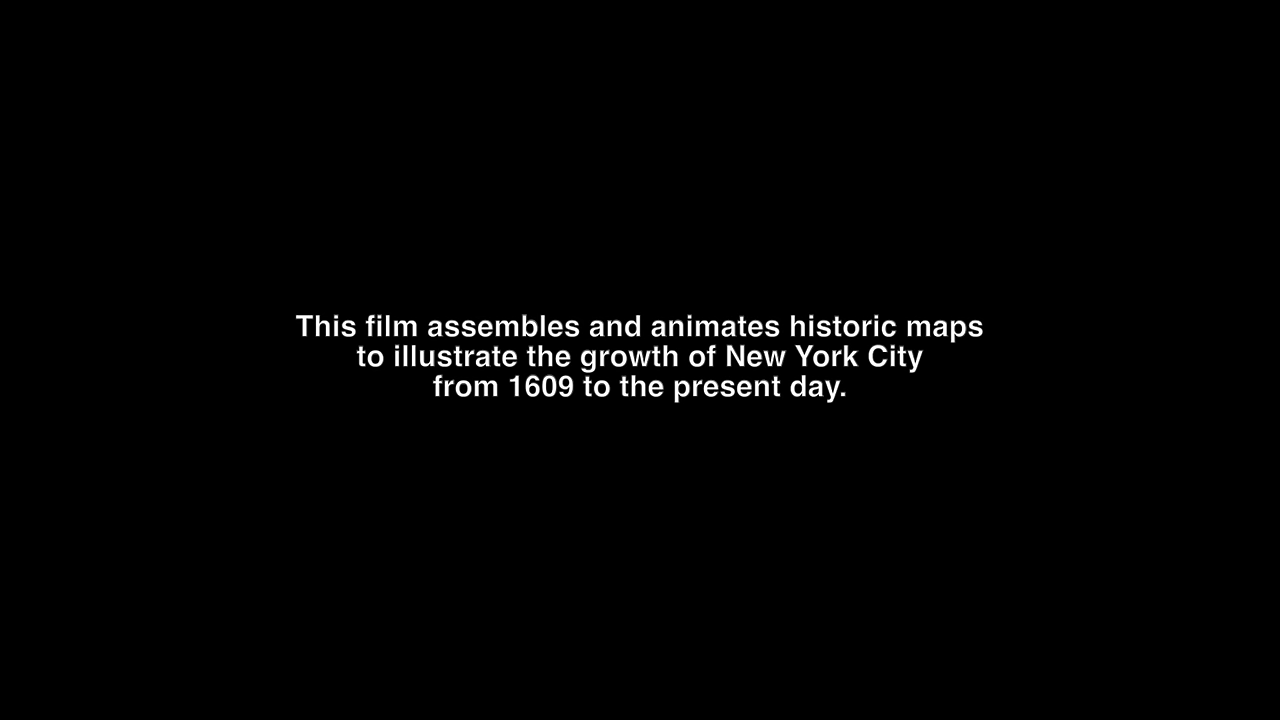 This film assembles and animates historic maps
to illustrate the growth of New York City
from 1609 to the present day.